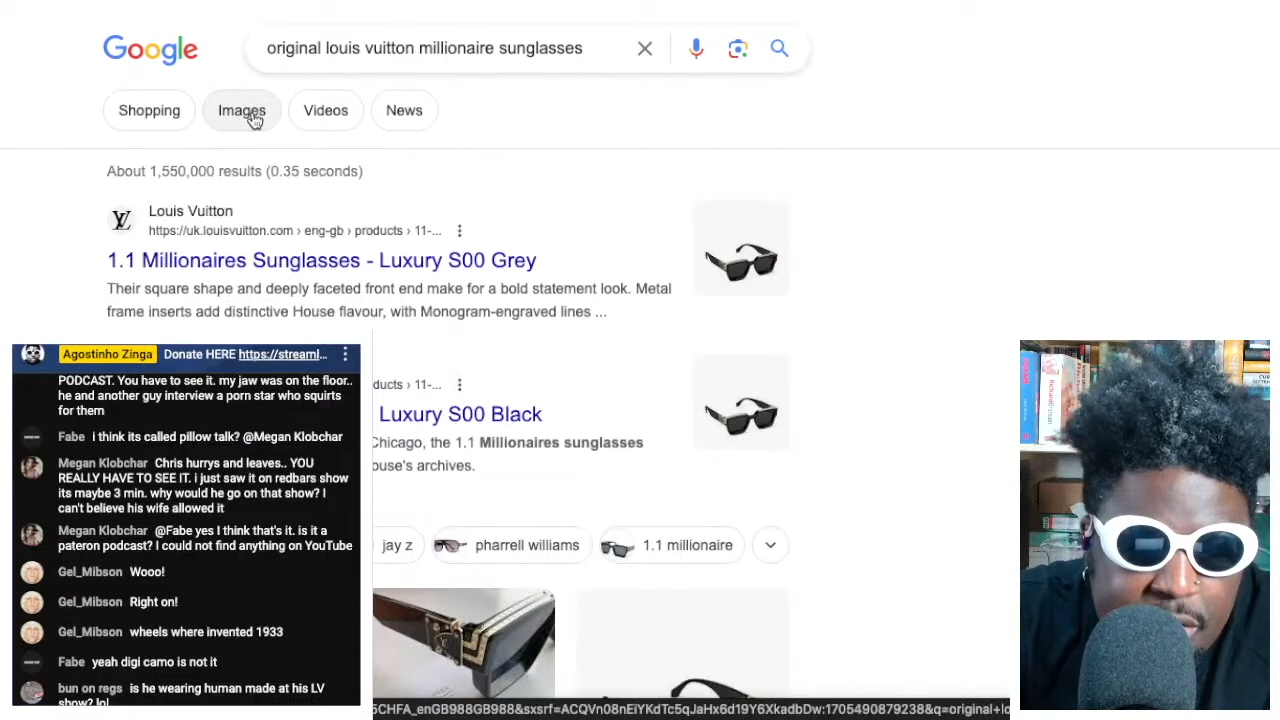 Google
original louis vuitton millionaire sunglasses
Shopping
Images
Videos
News
About 1,550,000 results (0.35 seconds)
Louis Vuitton
https://uk.louisvuitton.com › eng-gb › products › 11-...
1.1 Millionaires Sunglasses - Luxury S00 Grey
Their square shape and deeply faceted front end make for a bold statement look. Metal
frame inserts add distinctive House flavour, with Monogram-engraved lines ...
ducts › 11-...
Luxury S00 Black
Chicago, the 1.1 Millionaires sunglasses
ouse's archives.
jay z
pharrell williams
1.1 millionaire
5CHFA_enGB988GB988&sxsrf=ACQVn08nEiYKdTc5qJaHx6d19Y6XkadbDw:1705490879238&q=original+lo
Agostinho Zinga Donate HERE https://streaml...
PODCAST. You have to see it. my jaw was on the floor..
he and another guy interview a porn star who squirts
for them
Fabe i think its called pillow talk? @Megan Klobchar
Megan Klobchar Chris hurrys and leaves.. YOU
REALLY HAVE TO SEE IT. i just saw it on redbars show
its maybe 3 min. why would he go on that show? I
can't believe his wife allowed it
Megan Klobchar @Fabe yes I think that's it. is it a
pateron podcast? I could not find anything on YouTube
Gel_Mibson Wooo!
Gel_Mibson Right on!
Gel_Mibson wheels where invented 1933
Fabe yeah digi camo is not it
bun on regs is he wearing human made at his LV
show? lol